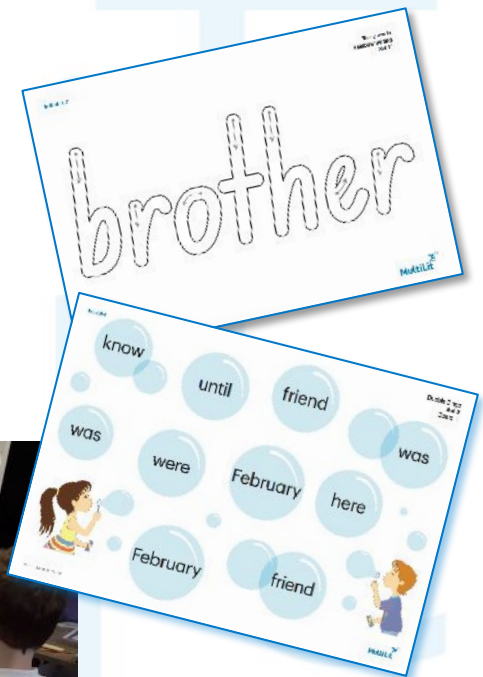 brother
MultiLit
know
until
friend
was
was
were
February
here
February
friend
MultiLit